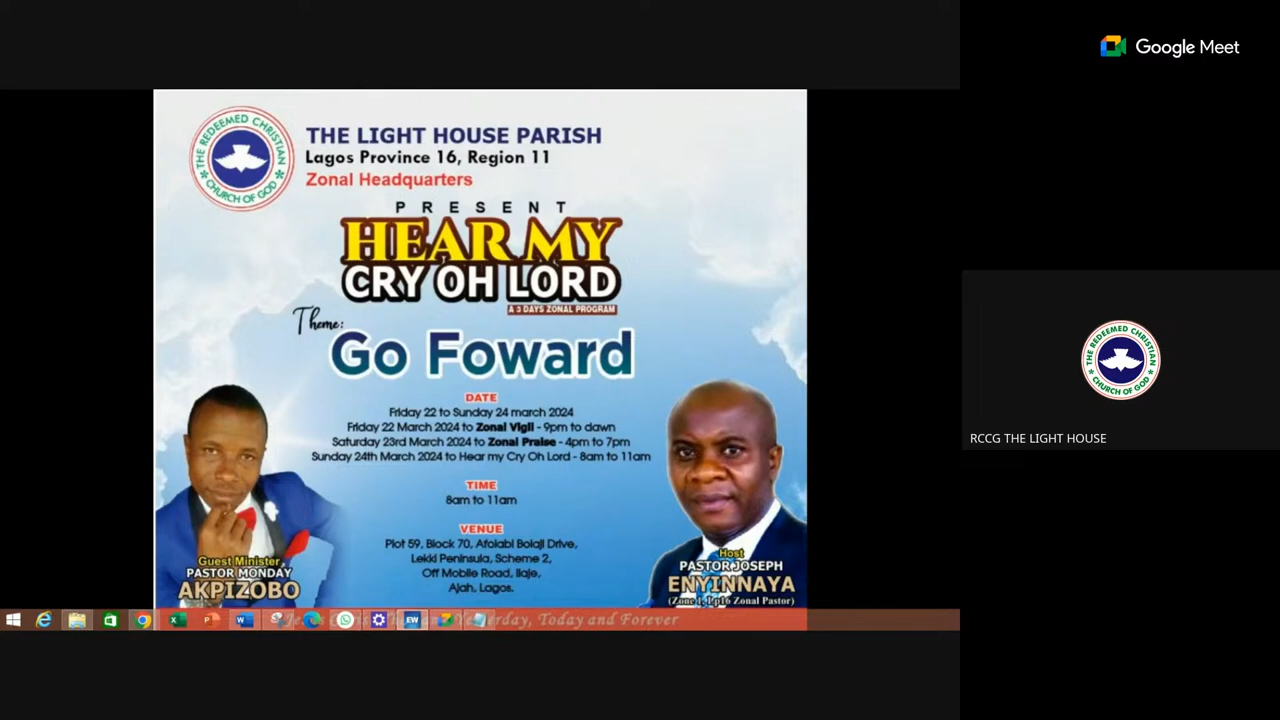 Google Meet
THE REDEEMED CHRISTIAN
CHURCH OF GOD
THE LIGHT HOUSE PARISH
Lagos Province 16, Region 11
Zonal Headquarters
PRESENT
HEAR MY
CRY OH LORD
A 3 DAYS ZONAL PROGRAM
Theme:
Go Foward
DATE
Friday 22 to Sunday 24 march 2024
Friday 22 March 2024 to Zonal Vigil - 9pm to dawn
Saturday 23rd March 2024 to Zonal Praise - 4pm to 7pm
Sunday 24th March 2024 to Hear my Cry Oh Lord - 8am to 11am
TIME
8am to 11am
VENUE
Plot 59, Block 70, Afolabi Bolaji Drive,
Lekki Peninsula, Scheme 2,
Off Mobile Road, Ilaje,
Ajah, Lagos.
Guest Minister
PASTOR MONDAY
AKPIZOBO
Host
PASTOR JOSEPH
ENYINNAYA
(Zone 1, Lp16 Zonal Pastor)
EW
Today and Forever
THE REDEEMED CHRISTIAN
CHURCH OF GOD
RCCG THE LIGHT HOUSE